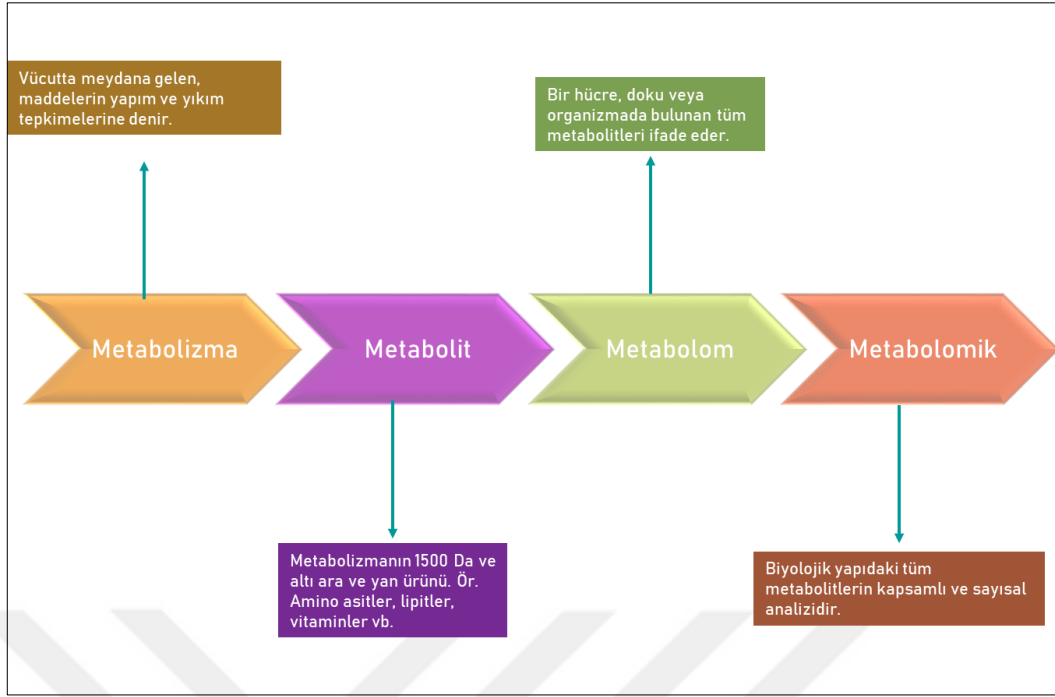 Vücutta meydana gelen,
maddelerin yapım ve yıkım
tepkimelerine denir.
Bir hücre, doku veya
organizmada bulunan tüm
metabolitleri ifade eder.
Metabolizma
Metabolit
Metabolom
Metabolomik
Metabolizmanın 1500 Da ve
altı ara ve yan ürünü. Ör.
Amino asitler, lipitler,
vitaminler vb.
Biyolojik yapıdaki tüm
metabolitlerin kapsamlı ve sayısal
analizidir.